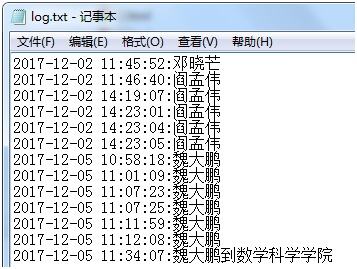 log.txt - 记事本
文件(F) 编辑(E) 格式(O) 查看(V) 帮助(H)
2017-12-02 11:45:52:邓晓芒
2017-12-02 11:46:40:阎孟伟
2017-12-02 14:19:07:阎孟伟
2017-12-02 14:23:01:阎孟伟
2017-12-02 14:23:04:阎孟伟
2017-12-02 14:23:05:阎孟伟
2017-12-05 10:58:18:魏大鹏
2017-12-05 11:01:09:魏大鹏
2017-12-05 11:07:23:魏大鹏
2017-12-05 11:07:25:魏大鹏
2017-12-05 11:11:59:魏大鹏
2017-12-05 11:12:08:魏大鹏
2017-12-05 11:34:07:魏大鹏到数学科学学院